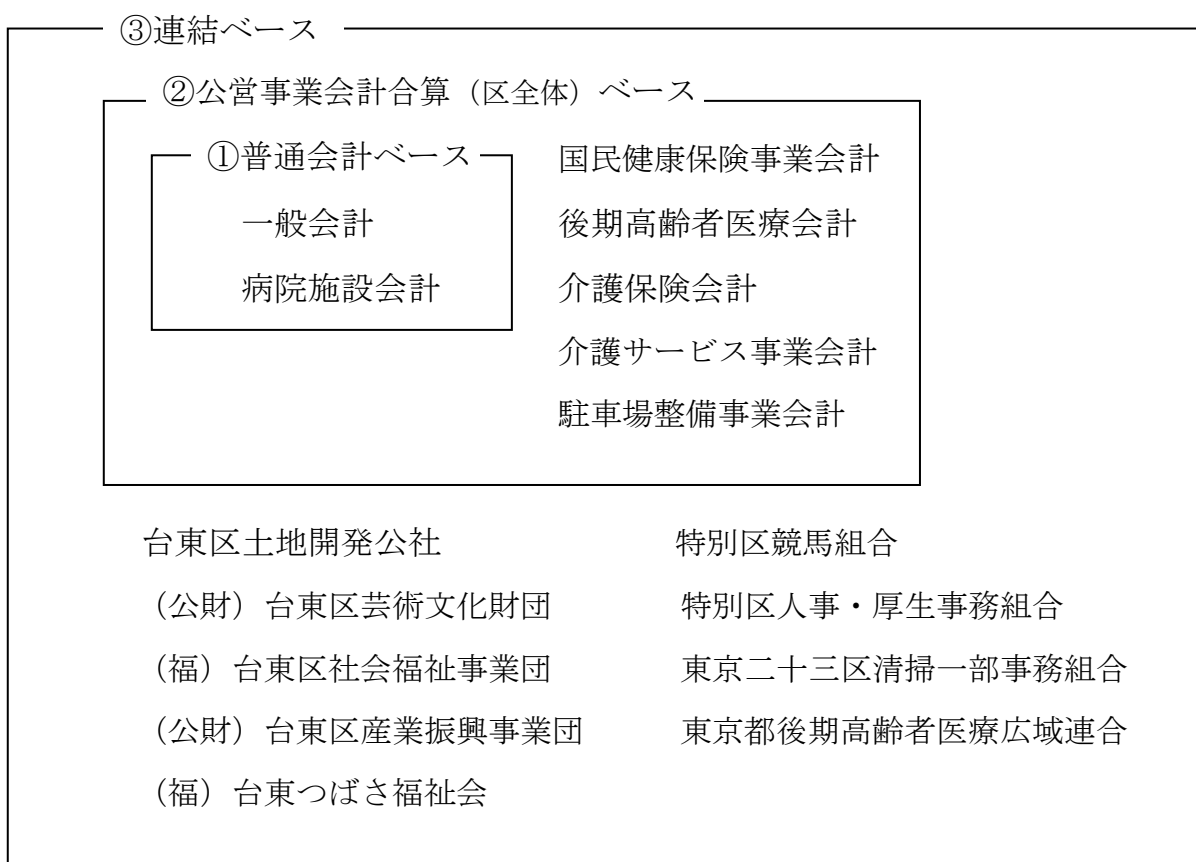 ③連結ベース
②公営事業会計合算（区全体）ベース
①普通会計ベース
一般会計
病院施設会計
国民健康保険事業会計
後期高齢者医療会計
介護保険会計
介護サービス事業会計
駐車場整備事業会計
台東区土地開発公社
（公財）台東区芸術文化財団
（福）台東区社会福祉事業団
（公財）台東区産業振興事業団
（福）台東つばさ福祉会
特別区競馬組合
特別区人事・厚生事務組合
東京二十三区清掃一部事務組合
東京都後期高齢者医療広域連合